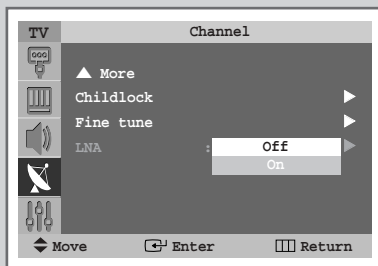 TV Channel
▲ More
Childlock ▶
Fine tune ▶
LNA : Off ▶
On
Move Enter Return